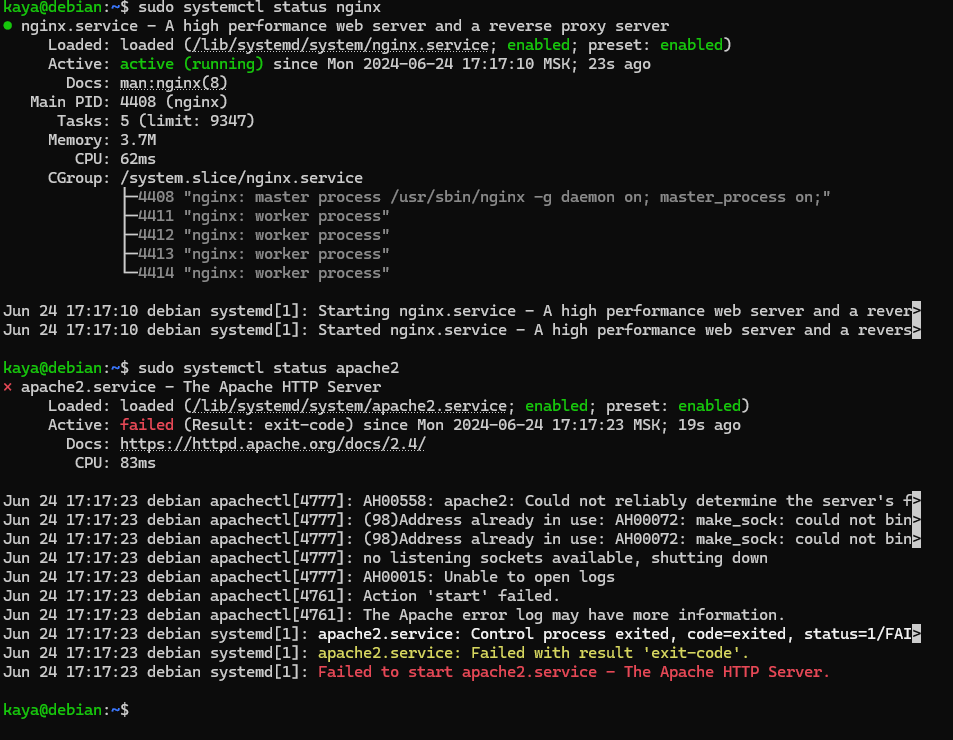 kaya@debian:~$ sudo systemctl status nginx
● nginx.service - A high performance web server and a reverse proxy server
     Loaded: loaded (/lib/systemd/system/nginx.service; enabled; preset: enabled)
     Active: active (running) since Mon 2024-06-24 17:17:10 MSK; 23s ago
       Docs: man:nginx(8)
   Main PID: 4408 (nginx)
      Tasks: 5 (limit: 9347)
     Memory: 3.7M
        CPU: 62ms
     CGroup: /system.slice/nginx.service
             ├─4408 "nginx: master process /usr/sbin/nginx -g daemon on; master_process on;"
             ├─4411 "nginx: worker process"
             ├─4412 "nginx: worker process"
             ├─4413 "nginx: worker process"
             └─4414 "nginx: worker process"
Jun 24 17:17:10 debian systemd[1]: Starting nginx.service - A high performance web server and a rever>
Jun 24 17:17:10 debian systemd[1]: Started nginx.service - A high performance web server and a revers>
kaya@debian:~$ sudo systemctl status apache2
× apache2.service - The Apache HTTP Server
     Loaded: loaded (/lib/systemd/system/apache2.service; enabled; preset: enabled)
     Active: failed (Result: exit-code) since Mon 2024-06-24 17:17:23 MSK; 19s ago
       Docs: https://httpd.apache.org/docs/2.4/
        CPU: 83ms
Jun 24 17:17:23 debian apachectl[4777]: AH00558: apache2: Could not reliably determine the server's f>
Jun 24 17:17:23 debian apachectl[4777]: (98)Address already in use: AH00072: make_sock: could not bin>
Jun 24 17:17:23 debian apachectl[4777]: (98)Address already in use: AH00072: make_sock: could not bin>
Jun 24 17:17:23 debian apachectl[4777]: no listening sockets available, shutting down
Jun 24 17:17:23 debian apachectl[4777]: AH00015: Unable to open logs
Jun 24 17:17:23 debian apachectl[4761]: Action 'start' failed.
Jun 24 17:17:23 debian apachectl[4761]: The Apache error log may have more information.
Jun 24 17:17:23 debian systemd[1]: apache2.service: Control process exited, code=exited, status=1/FAI>
Jun 24 17:17:23 debian systemd[1]: apache2.service: Failed with result 'exit-code'.
Jun 24 17:17:23 debian systemd[1]: Failed to start apache2.service - The Apache HTTP Server.
kaya@debian:~$